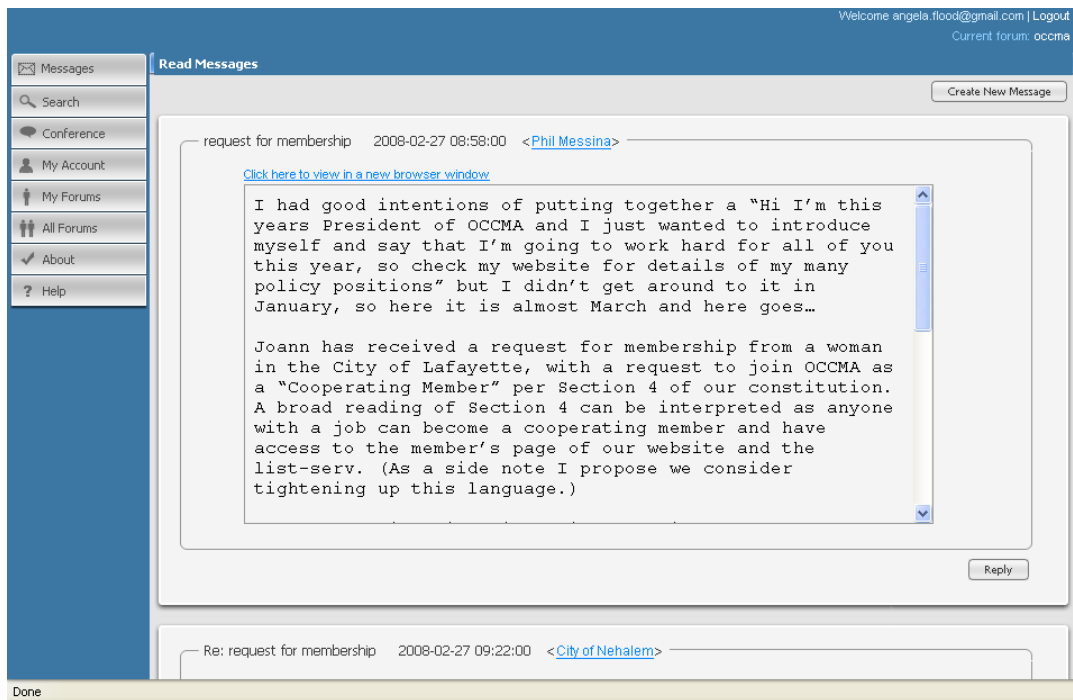 Welcome angela.flood@gmail.com | Logout
Current forum: occma
Messages
Search
Conference
My Account
My Forums
All Forums
About
? Help
Read Messages
Create New Message
request for membership 2008-02-27 08:58:00 <Phil Messina>
Click here to view in a new browser window
I had good intentions of putting together a “Hi I’m this
years President of OCCMA and I just wanted to introduce
myself and say that I’m going to work hard for all of you
this year, so check my website for details of my many
policy positions” but I didn’t get around to it in
January, so here it is almost March and here goes…
Joann has received a request for membership from a woman
in the City of Lafayette, with a request to join OCCMA as
a “Cooperating Member” per Section 4 of our constitution.
A broad reading of Section 4 can be interpreted as anyone
with a job can become a cooperating member and have
access to the member’s page of our website and the
list-serv. (As a side note I propose we consider
tightening up this language.)
Reply
Re: request for membership 2008-02-27 09:22:00 <City of Nehalem>
Done